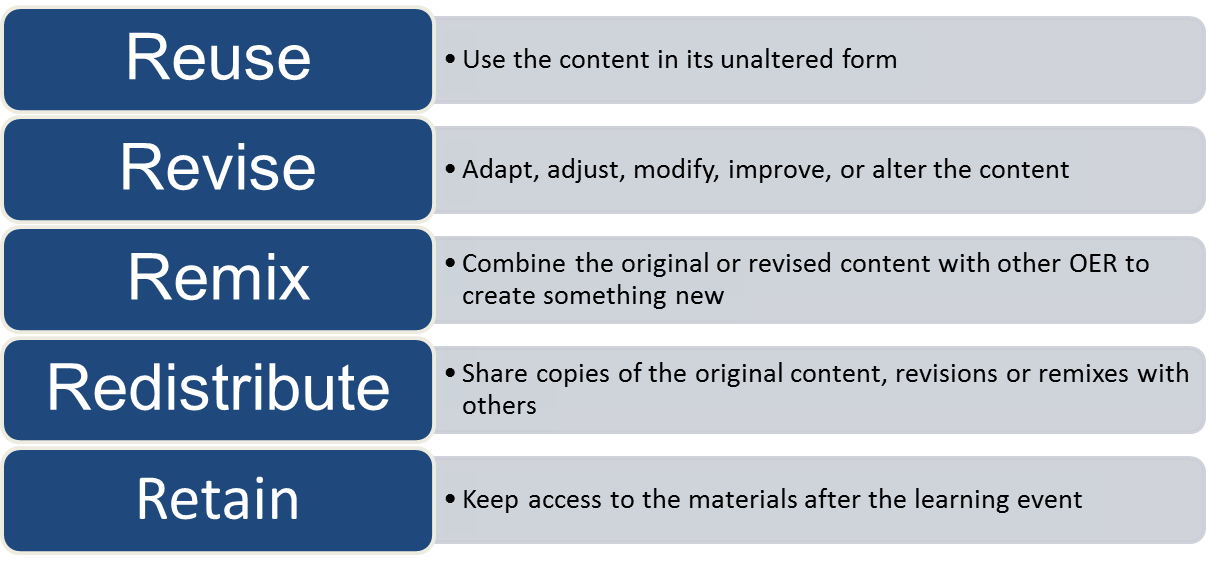 Reuse
• Use the content in its unaltered form
Revise
• Adapt, adjust, modify, improve, or alter the content
Remix
• Combine the original or revised content with other OER to
create something new
Redistribute
• Share copies of the original content, revisions or remixes with
others
Retain
• Keep access to the materials after the learning event